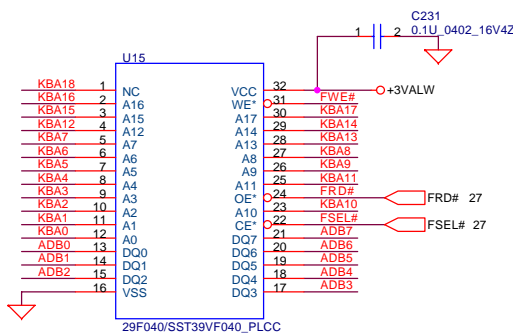 C231
1 2 0.1U_0402_16V4Z
U15
KBA18 1 NC VCC 32 +3VALW
KBA16 2 A16 WE* 31 FWE#
KBA15 3 A15 A17 30 KBA17
KBA12 4 A12 A14 29 KBA14
KBA7 5 A7 A13 28 KBA13
KBA6 6 A6 A8 27 KBA8
KBA5 7 A5 A9 26 KBA9
KBA4 8 A4 A11 25 KBA11
KBA3 9 A3 OE* 24 FRD# FRD# 27
KBA2 10 A2 A10 23 KBA10
KBA1 11 A1 CE* 22 FSEL# FSEL# 27
KBA0 12 A0 DQ7 21 ADB7
ADB0 13 DQ0 DQ6 20 ADB6
ADB1 14 DQ1 DQ5 19 ADB5
ADB2 15 DQ2 DQ4 18 ADB4
16 VSS DQ3 17 ADB3
29F040/SST39VF040_PLCC